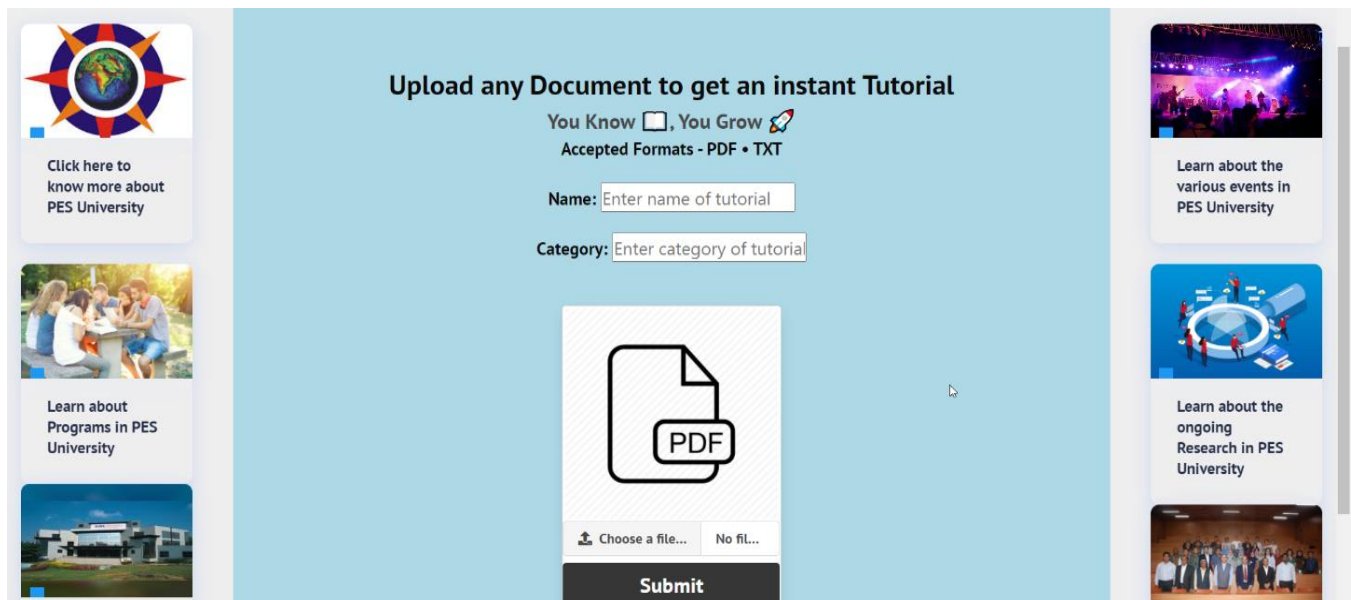 Click here to
know more about
PES University
Learn about
Programs in PES
University
Upload any Document to get an instant Tutorial
You Know 📖, You Grow 🚀
Accepted Formats - PDF • TXT
Name: Enter name of tutorial
Category: Enter category of tutorial
PDF
Choose a file... No fil...
Submit
Learn about the
various events in
PES University
Learn about the
ongoing
Research in PES
University